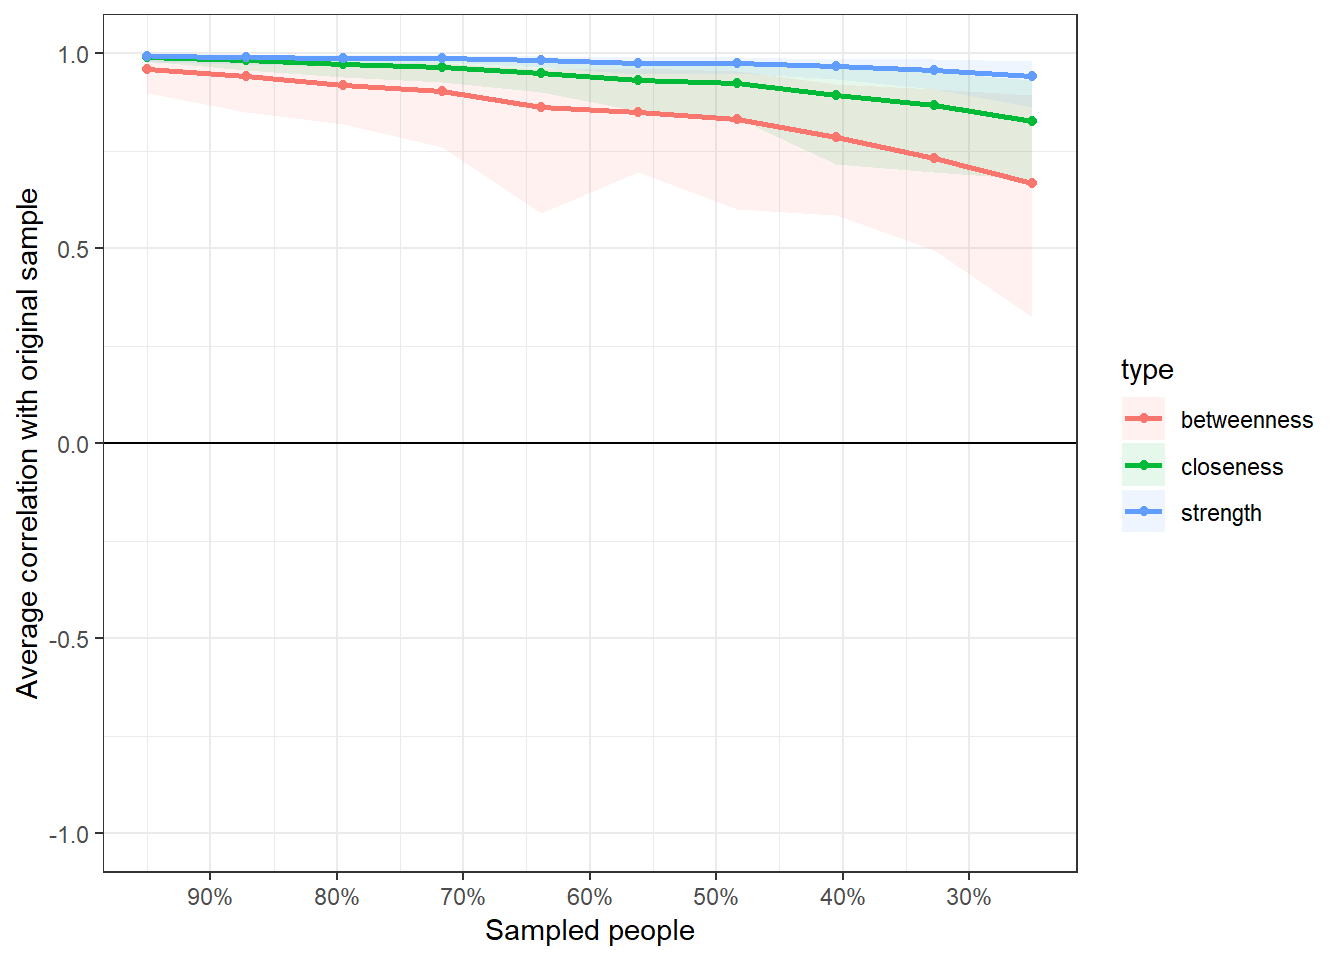 Average correlation with original sample
1.0
0.5
0.0
-0.5
-1.0
90% 80% 70% 60% 50% 40% 30%
Sampled people
type
betweenness
closeness
strength